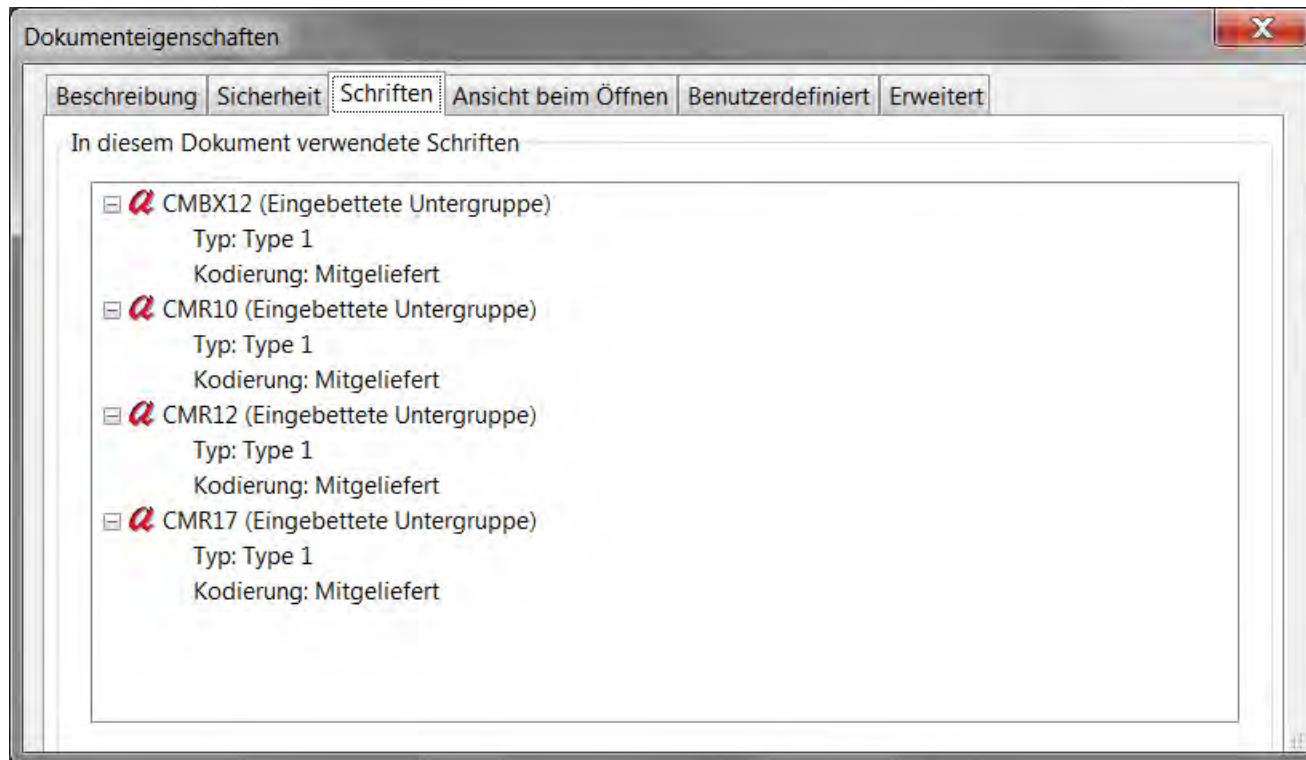 Dokumenteigenschaften
Beschreibung Sicherheit Schriften Ansicht beim Öffnen Benutzerdefiniert Erweitert
In diesem Dokument verwendete Schriften
CMBX12 (Eingebettete Untergruppe)
Typ: Type 1
Kodierung: Mitgeliefert
CMR10 (Eingebettete Untergruppe)
Typ: Type 1
Kodierung: Mitgeliefert
CMR12 (Eingebettete Untergruppe)
Typ: Type 1
Kodierung: Mitgeliefert
CMR17 (Eingebettete Untergruppe)
Typ: Type 1
Kodierung: Mitgeliefert